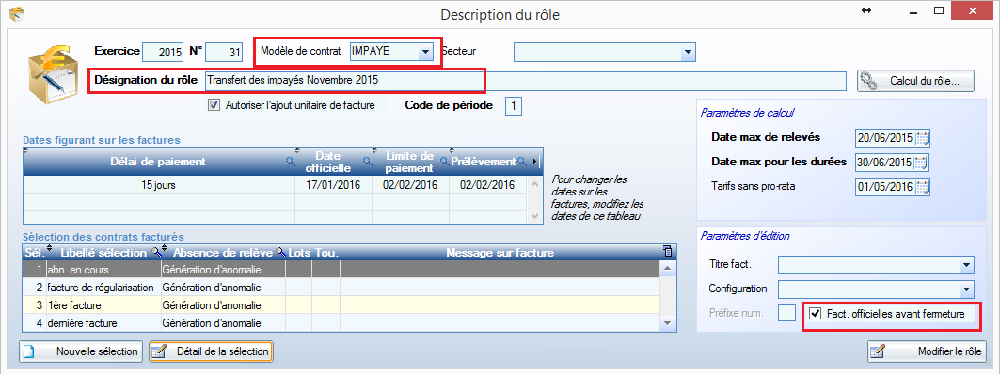 Description du rôle
Exercice 2015 N° 31 Modèle de contrat IMPAYE Secteur
Désignation du rôle Transfert des impayés Novembre 2015
Calcul du rôle...
Autoriser l'ajout unitaire de facture Code de période 1
Paramètres de calcul
Date max de relevés 20/06/2015
Date max pour les durées 30/06/2015
Tarifs sans pro-rata 01/05/2016
Dates figurant sur les factures
Délai de paiement Date officielle Limite de paiement Prélèvement
15 jours 17/01/2016 02/02/2016 02/02/2016
Pour changer les
dates sur les
factures, modifiez les
dates de ce tableau
Sélection des contrats facturés
Sél. Libellé sélection Absence de relève Lots Tou. Message sur facture
1 abn. en cours Génération d'anomalie
2 facture de régularisation Génération d'anomalie
3 1ère facture Génération d'anomalie
4 dernière facture Génération d'anomalie
Paramètres d'édition
Titre fact.
Configuration
Préfixe num. Fact. officielles avant fermeture
Nouvelle sélection Détail de la sélection Modifier le rôle